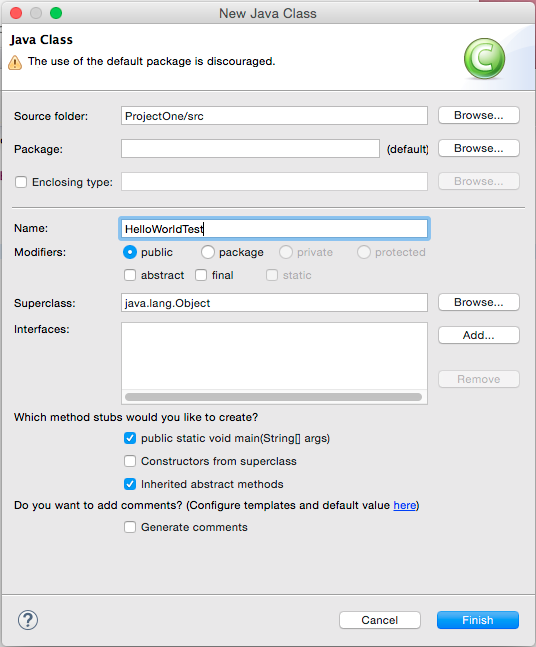 New Java Class
Java Class
The use of the default package is discouraged.
C
Source folder: ProjectOne/src Browse...
Package: (default) Browse...
Enclosing type: Browse...
Name: HelloWorldTest
Modifiers: public package private protected
abstract final static
Superclass: java.lang.Object Browse...
Interfaces: Add...
Remove
Which method stubs would you like to create?
public static void main(String[] args)
Constructors from superclass
Inherited abstract methods
Do you want to add comments? (Configure templates and default value here)
Generate comments
? Cancel Finish